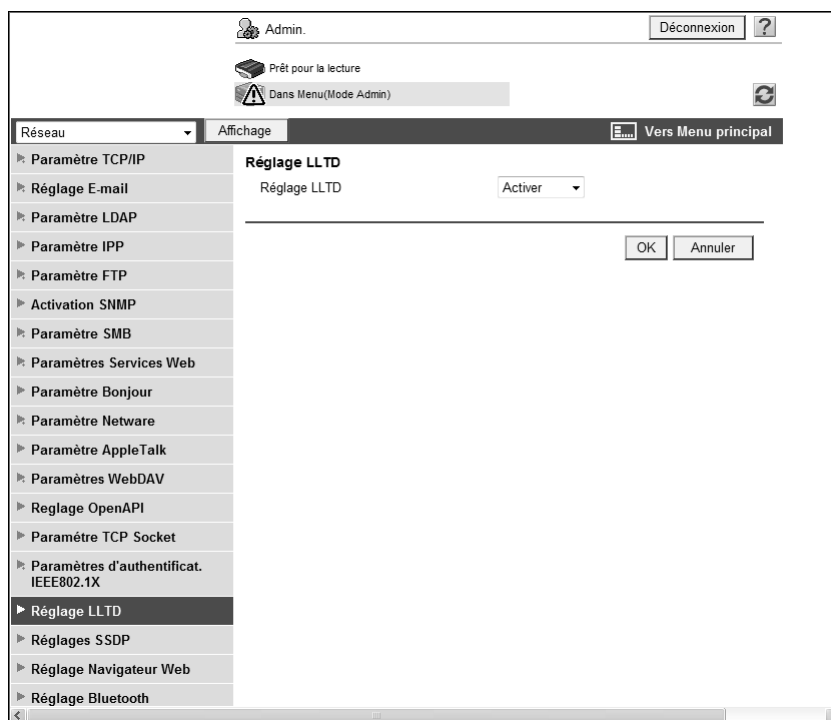 Admin.
Déconnexion
?
Prêt pour la lecture
Dans Menu(Mode Admin)
Réseau
Affichage
Vers Menu principal
Paramètre TCP/IP
Réglage E-mail
Paramètre LDAP
Paramètre IPP
Paramètre FTP
Activation SNMP
Paramètre SMB
Paramètres Services Web
Paramètre Bonjour
Paramètre Netware
Paramètre AppleTalk
Paramètres WebDAV
Reglage OpenAPI
Paramétre TCP Socket
Paramètres d'authentificat.
IEEE802.1X
Réglage LLTD
Réglages SSDP
Réglage Navigateur Web
Réglage Bluetooth
Réglage LLTD
Réglage LLTD
Activer
OK
Annuler